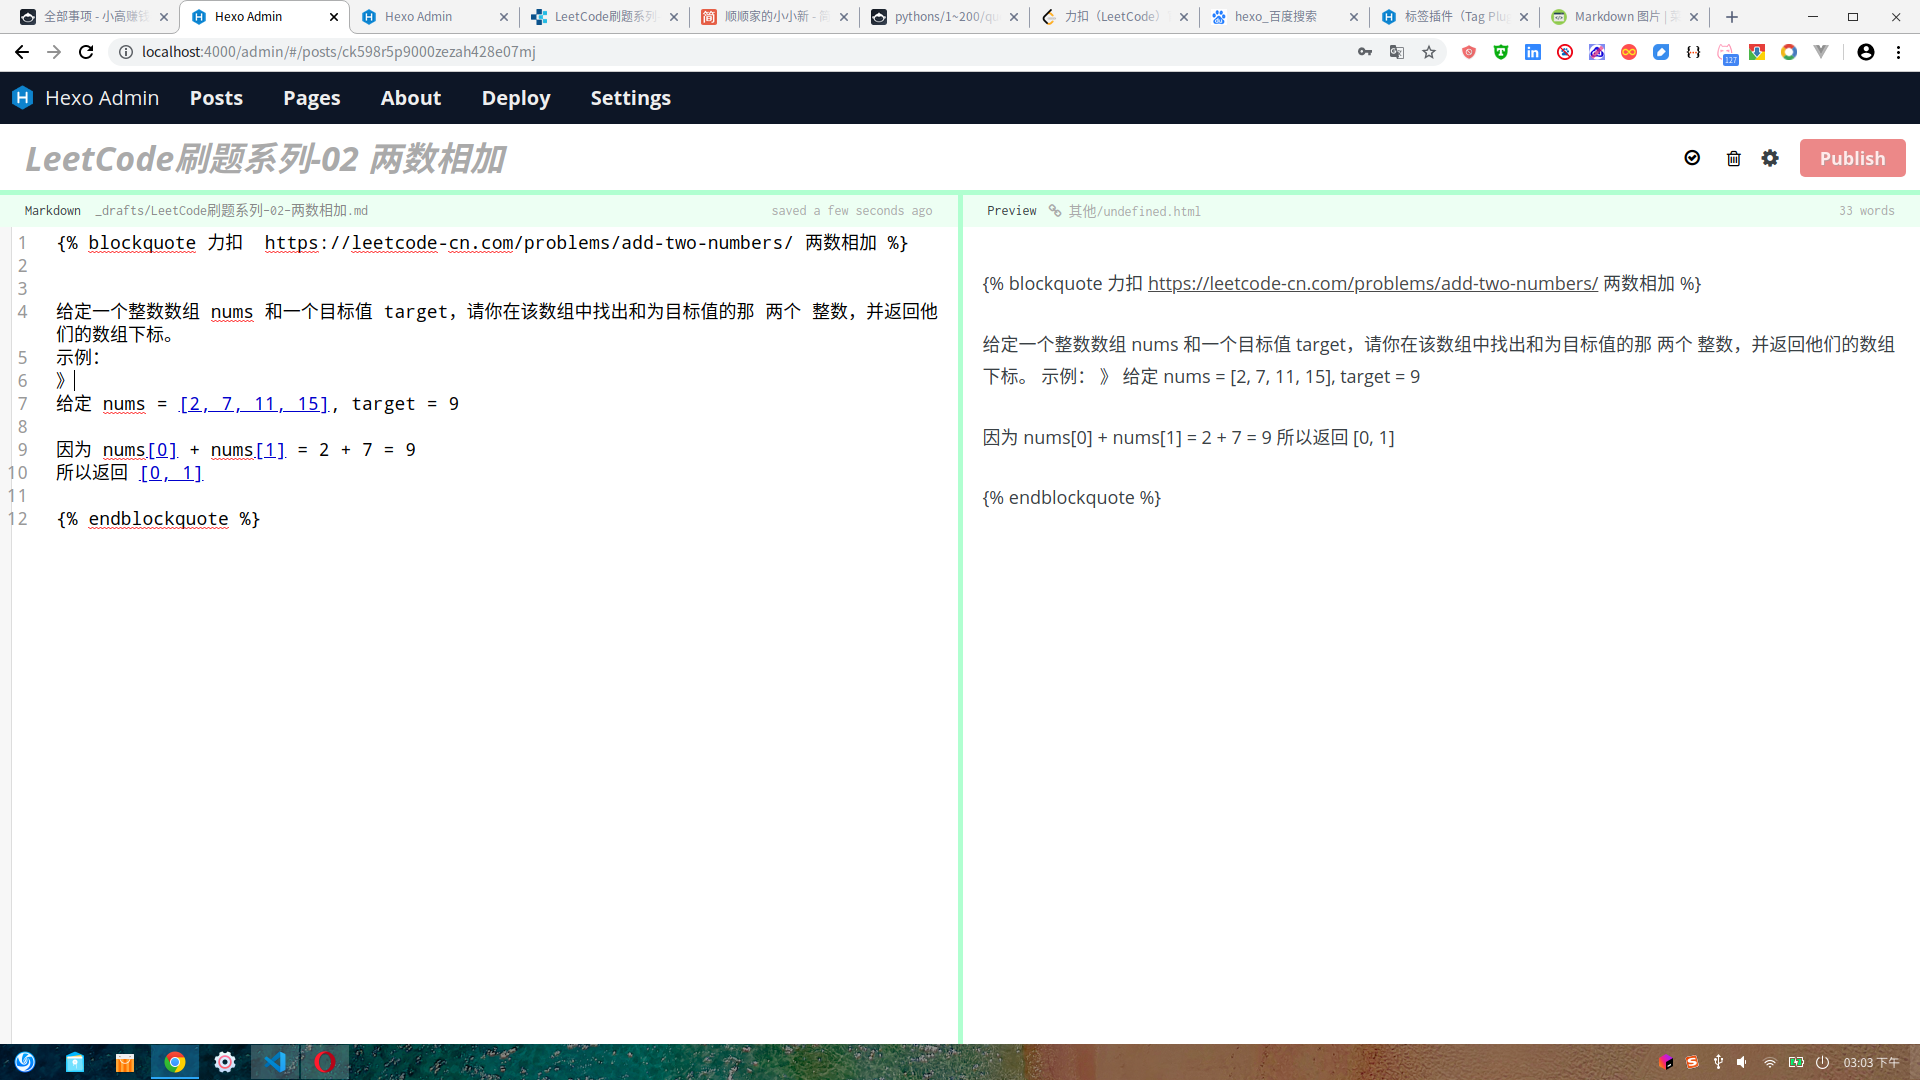 全部事项 - 小高赚钱
Hexo Admin
Hexo Admin
LeetCode刷题系列
顺顺家的小小新 - 简
pythons/1~200/qu
力扣（LeetCode）
hexo_百度搜索
标签插件（Tag Plug
Markdown 图片 | 菜
localhost:4000/admin/#/posts/ck598r5p9000zezah428e07mj
127
Hexo Admin
Posts
Pages
About
Deploy
Settings
LeetCode刷题系列-02 两数相加
Publish
Markdown _drafts/LeetCode刷题系列-02-两数相加.md
saved a few seconds ago
Preview 其他/undefined.html
33 words
1 {% blockquote 力扣  https://leetcode-cn.com/problems/add-two-numbers/ 两数相加 %}
2
3
4 给定一个整数数组 nums 和一个目标值 target，请你在该数组中找出和为目标值的那 两个 整数，并返回他
们的数组下标。
5 示例：
6 》
7 给定 nums = [2, 7, 11, 15], target = 9
8
9 因为 nums[0] + nums[1] = 2 + 7 = 9
10 所以返回 [0, 1]
11
12 {% endblockquote %}
{% blockquote 力扣 https://leetcode-cn.com/problems/add-two-numbers/ 两数相加 %}
给定一个整数数组 nums 和一个目标值 target，请你在该数组中找出和为目标值的那 两个 整数，并返回他们的数组
下标。 示例： 》 给定 nums = [2, 7, 11, 15], target = 9
因为 nums[0] + nums[1] = 2 + 7 = 9 所以返回 [0, 1]
{% endblockquote %}
03:03 下午